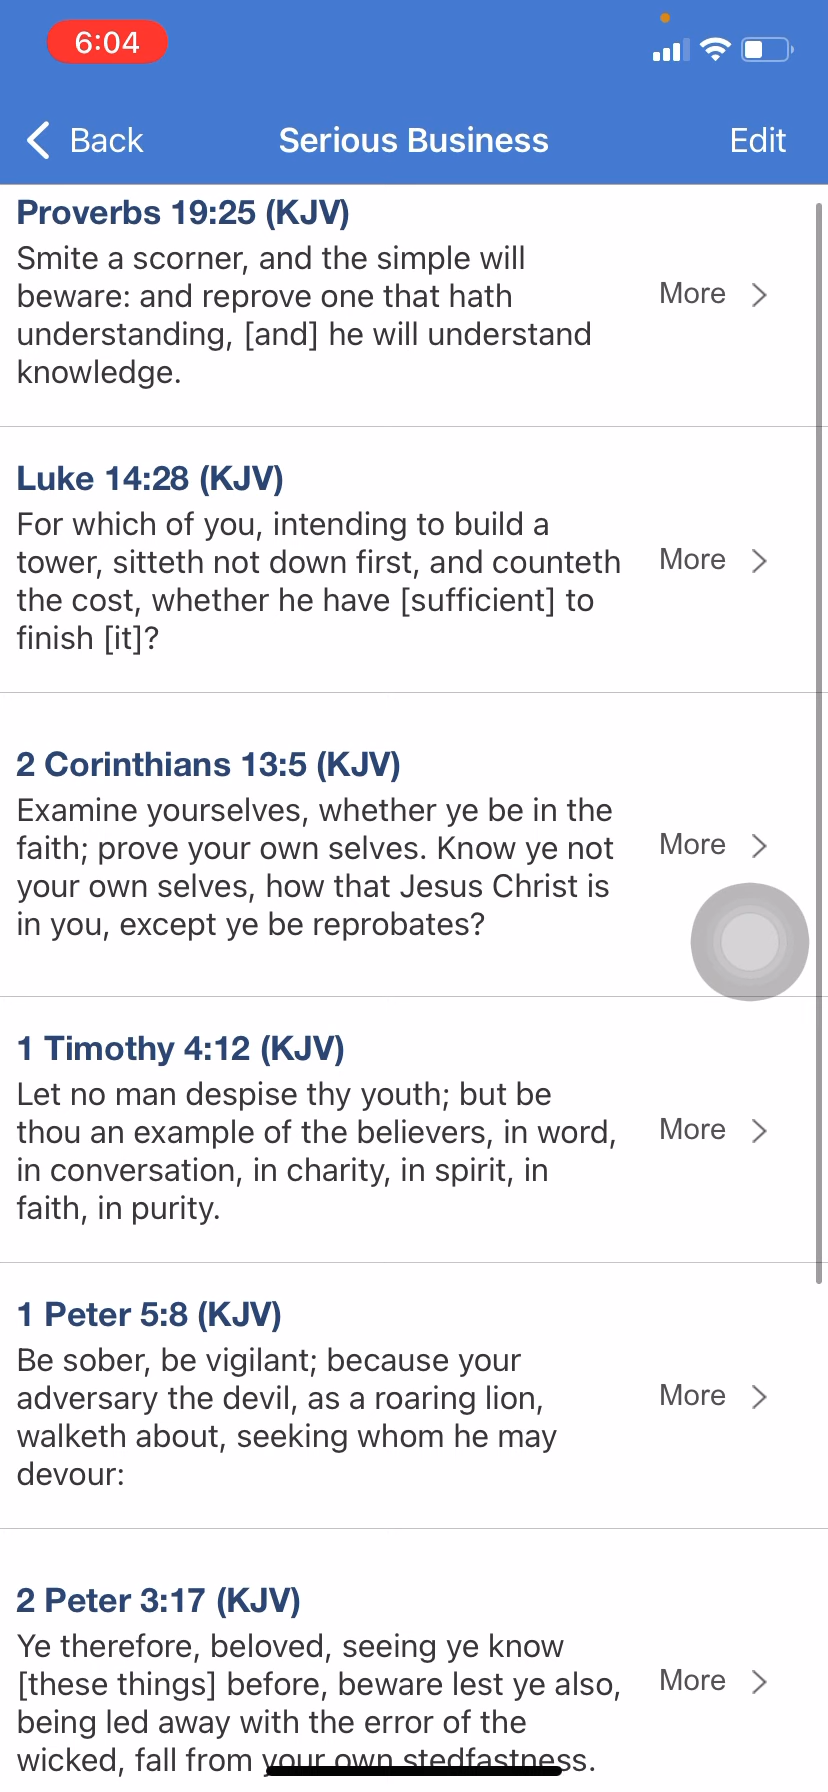 6:04
Back Serious Business Edit
Proverbs 19:25 (KJV)
Smite a scorner, and the simple will
beware: and reprove one that hath
understanding, [and] he will understand
knowledge.
More
Luke 14:28 (KJV)
For which of you, intending to build a
tower, sitteth not down first, and counteth
the cost, whether he have [sufficient] to
finish [it]?
More
2 Corinthians 13:5 (KJV)
Examine yourselves, whether ye be in the
faith; prove your own selves. Know ye not
your own selves, how that Jesus Christ is
in you, except ye be reprobates?
More
1 Timothy 4:12 (KJV)
Let no man despise thy youth; but be
thou an example of the believers, in word,
in conversation, in charity, in spirit, in
faith, in purity.
More
1 Peter 5:8 (KJV)
Be sober, be vigilant; because your
adversary the devil, as a roaring lion,
walketh about, seeking whom he may
devour:
More
2 Peter 3:17 (KJV)
Ye therefore, beloved, seeing ye know
[these things] before, beware lest ye also,
being led away with the error of the
wicked, fall from your own stedfastness.
More